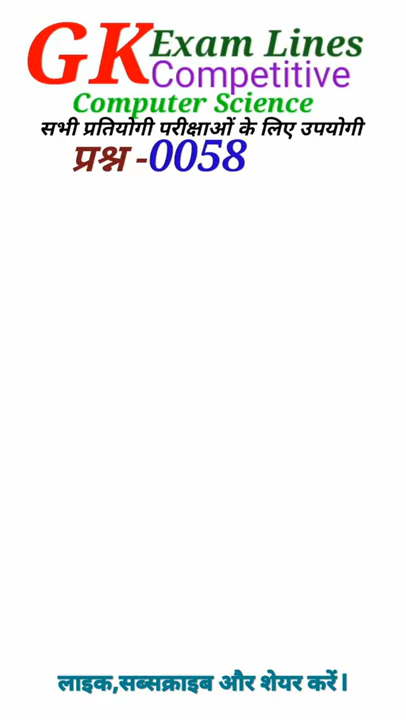 GK Exam Lines
Competitive
Computer Science
सभी प्रतियोगी परीक्षाओं के लिए उपयोगी
प्रश्न -0058
लाइक,सब्सक्राइब और शेयर करें।